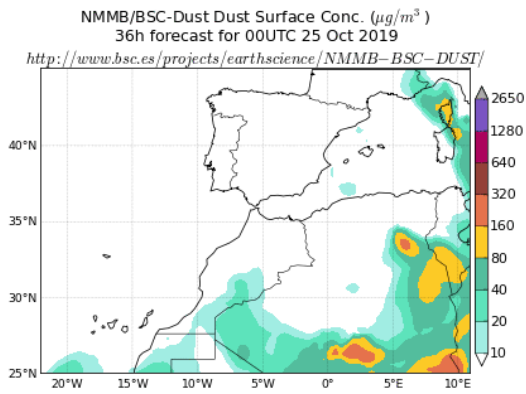 NMMB/BSC-Dust Dust Surface Conc. (μg/m³ )
36h forecast for 00UTC 25 Oct 2019
http://www.bsc.es/projects/earthscience/NMMB−BSC−DUST/
2650
1280
40°N
640
320
35°N
160
80
30°N
40
20
10
25°N
20°W 15°W 10°W 5°W 0° 5°E 10°E